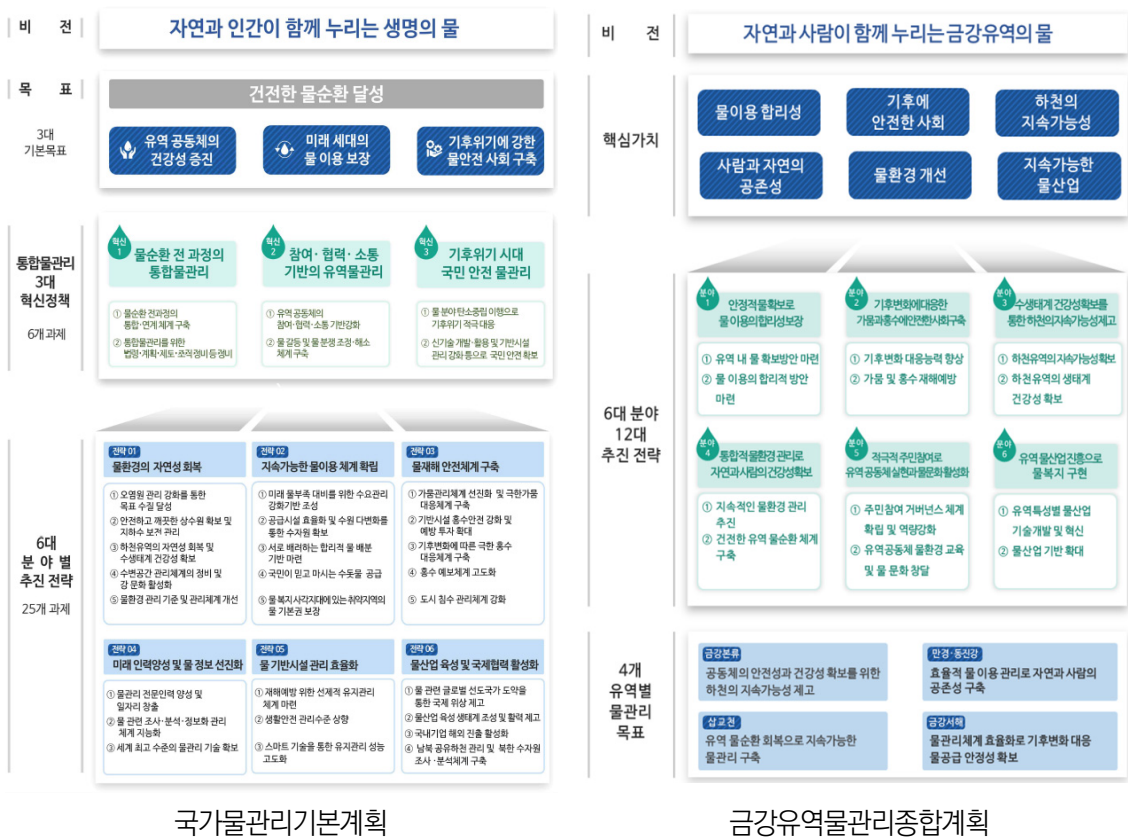 비 전
자연과 인간이 함께 누리는 생명의 물
목 표
건전한 물순환 달성
3대
기본목표
유역 공동체의
건강성 증진
미래 세대의
물 이용 보장
기후위기에 강한
물안전 사회 구축
통합물관리
3대
혁신정책
6개 과제
혁신
1
물순환 전 과정의
통합물관리
① 물순환 전과정의
통합·연계 체계 구축
② 통합물관리를 위한
법령·계획·제도·조직정비 등 정비
혁신
2
참여·협력·소통
기반의 유역물관리
① 유역 공동체의
참여·협력·소통 기반강화
② 물 갈등 및 물 분쟁 조정·해소
체계 구축
혁신
3
기후위기 시대
국민 안전 물관리
① 물 분야 탄소중립 이행으로
기후위기 적극 대응
② 신기술 개발·활용 및 기반시설
관리 강화 등으로 국민 안전 확보
6대
분 야 별
추진 전략
25개 과제
전략 01
물환경의 자연성 회복
① 오염원 관리 강화를 통한
목표 수질 달성
② 안전하고 깨끗한 상수원 확보 및
지하수 보전 관리
③ 하천유역의 자연성 회복 및
수생태계 건강성 확보
④ 수변공간 관리체계의 정비 및
강 문화 활성화
⑤ 물환경 관리 기준 및 관리체계 개선
전략 02
지속가능한 물이용 체계 확립
① 미래 물부족 대비를 위한 수요관리
강화기반 조성
② 공급시설 효율화 및 수원 다변화를
통한 수자원 확보
③ 서로 배려하는 합리적 물 배분
기반 마련
④ 국민이 믿고 마시는 수돗물 공급
⑤ 물 복지 사각지대에 있는 취약지역의
물 기본권 보장
전략 03
물재해 안전체계 구축
① 가뭄관리체계 선진화 및 극한가뭄
대응체계 구축
② 기반시설 홍수안전 강화 및
예방 투자 확대
③ 기후변화에 따른 극한 홍수
대응체계 구축
④ 홍수 예보체계 고도화
⑤ 도시 침수 관리체계 강화
전략 04
미래 인력양성 및 물 정보 선진화
① 물관리 전문인력 양성 및
일자리 창출
② 물 관련 조사·분석·정보화 관리
체계 지능화
③ 세계 최고 수준의 물관리 기술 확보
전략 05
물 기반시설 관리 효율화
① 재해예방 위한 선제적 유지관리
체계 마련
② 생활안전 관리수준 상향
③ 스마트 기술을 통한 유지관리 성능
고도화
전략 06
물산업 육성 및 국제협력 활성화
① 물 관련 글로벌 선도국가 도약을
통한 국제 위상 제고
② 물산업 육성 생태계 조성 및 활력 제고
③ 국내기업 해외 진출 활성화
④ 남북 공유하천 관리 및 북한 수자원
조사·분석체계 구축
국가물관리기본계획
비 전
자연과 사람이 함께 누리는 금강유역의 물
핵심가치
물이용 합리성
기후에
안전한 사회
하천의
지속가능성
사람과 자연의
공존성
물환경 개선
지속가능한
물산업
6대 분야
12대
추진 전략
분야
1
안정적 물 확보로
물 이용의 합리성 보장
① 유역 내 물 확보방안 마련
② 물 이용의 합리적 방안
마련
분야
2
기후변화에 대응한
가뭄과 홍수에 안전한 사회 구축
① 기후변화 대응능력 향상
② 가뭄 및 홍수 재해예방
분야
3
수생태계 건강성 확보를
통한 하천의 지속가능성 제고
① 하천유역의 지속가능성 확보
② 하천유역의 생태계
건강성 확보
분야
4
통합적 물환경 관리로
자연과 사람의 건강성 확보
① 지속적인 물환경 관리
추진
② 건전한 유역 물순환 체계
구축
분야
5
적극적 주민참여로
유역 공동체 실현과 물문화 활성화
① 주민참여 거버넌스 체계
확립 및 역량강화
② 유역공동체 물환경 교육
및 물 문화 창달
분야
6
유역 물산업 진흥으로
물복지 구현
① 유역특성별 물산업
기술개발 및 혁신
② 물산업 기반 확대
4개
유역별
물관리
목표
금강본류
공동체의 안전성과 건강성 확보를 위한
하천의 지속가능성 제고
만경·동진강
효율적 물 이용 관리로 자연과 사람의
공존성 구축
삽교천
유역 물순환 회복으로 지속가능한
물관리 구축
금강서해
물관리체계 효율화로 기후변화 대응
물공급 안정성 확보
금강유역물관리종합계획